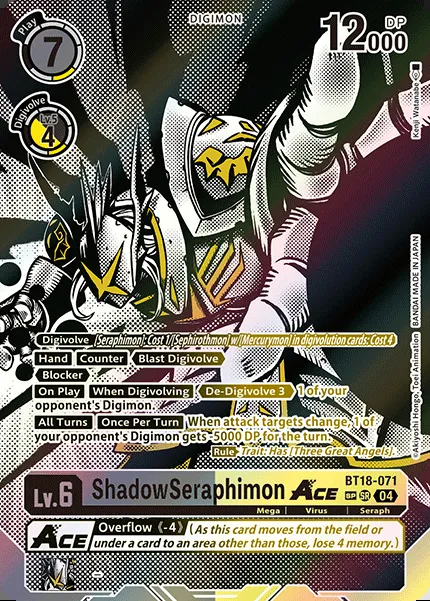 DIGIMON
Play
7
12000 DP
Digivolve
Lv.5
4
Kenji Watanabe
©Akiyoshi Hongo, Toei Animation BANDAI MADE IN JAPAN
Digivolve [Seraphimon]: Cost 1/[Sephirothmon] w/[Mercurymon] in digivolution cards: Cost 4
Hand Counter Blast Digivolve
Blocker
On Play When Digivolving De-Digivolve 3 1 of your
opponent's Digimon.
All Turns Once Per Turn When attack targets change, 1 of
your opponent's Digimon gets -5000 DP for the turn.
Rule Trait: Has [Three Great Angels].
Lv.6 ShadowSeraphimon ACE BT18-071
SP SR 04
Mega | Virus | Seraph
ACE Overflow《-4》(As this card moves from the field or
under a card to an area other than those, lose 4 memory.)